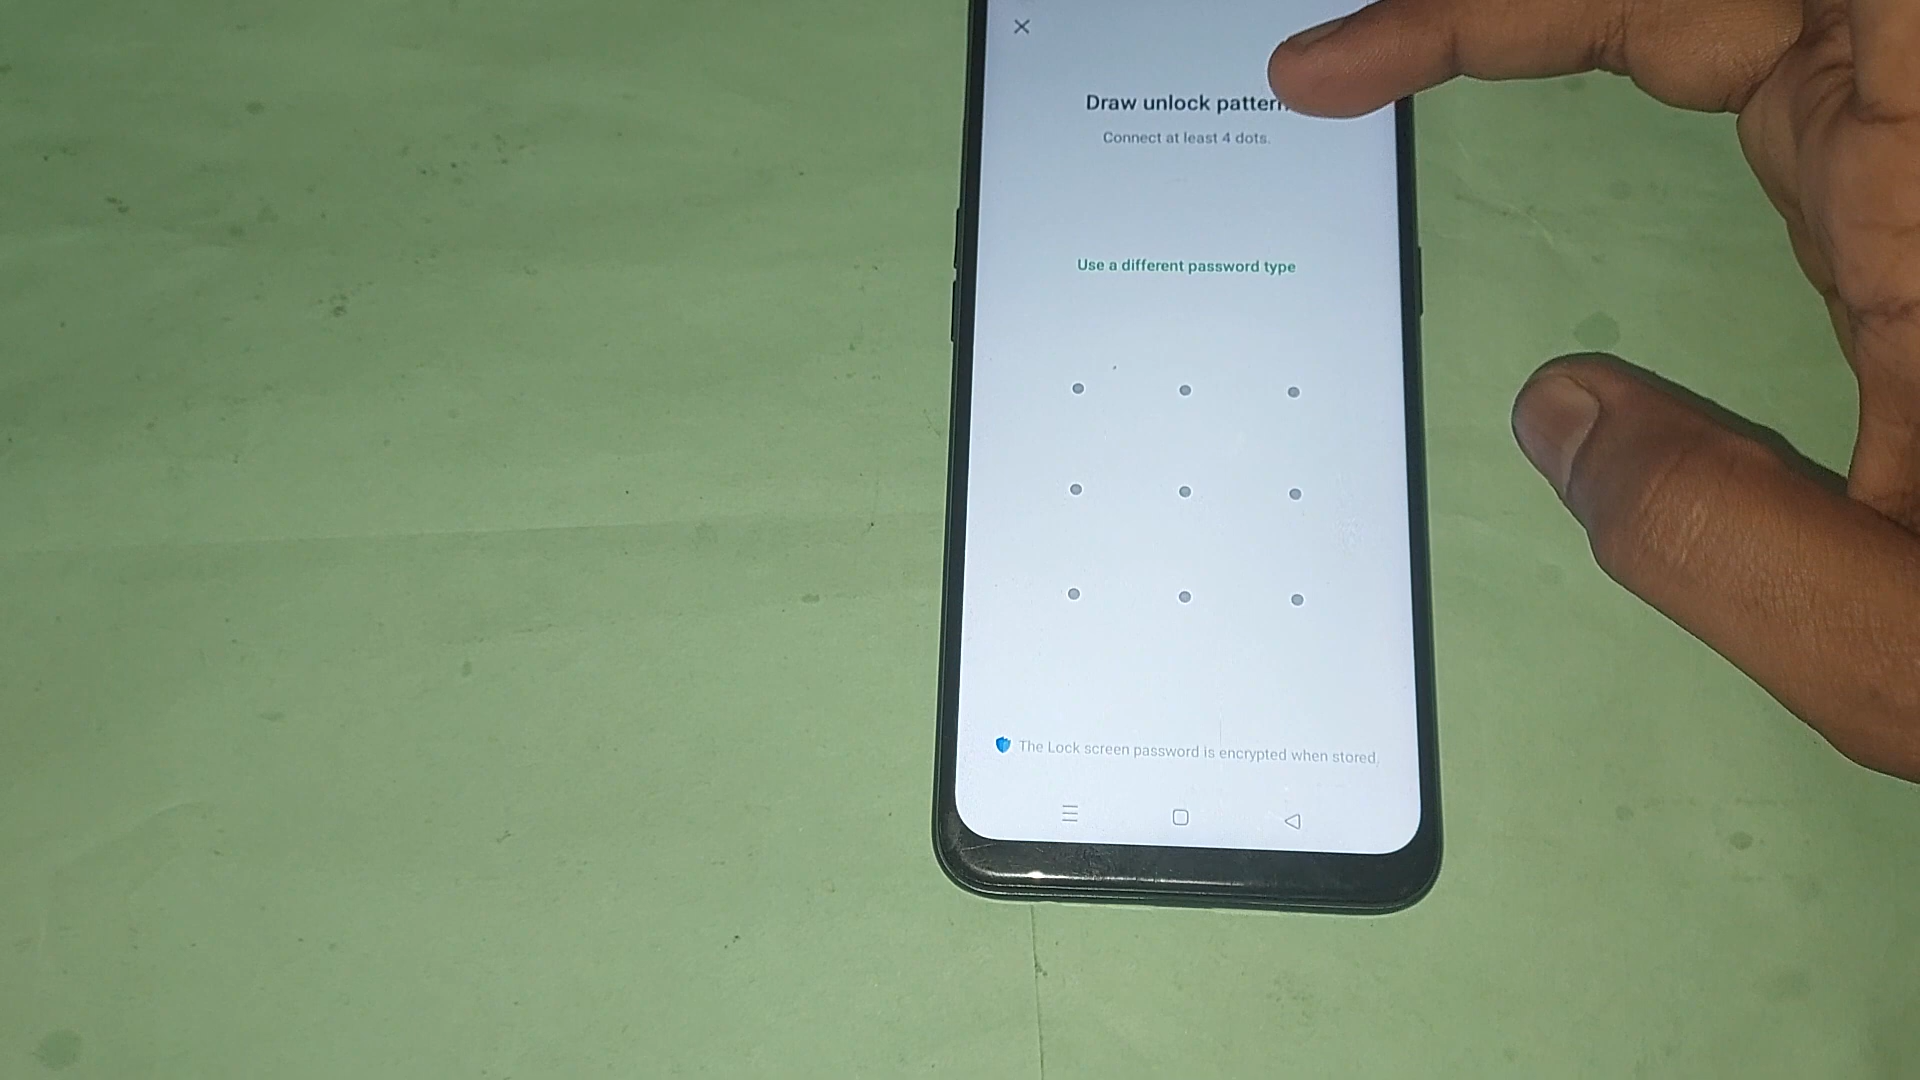 Draw unlock pattern
Connect at least 4 dots.
Use a different password type
The Lock screen password is encrypted when stored.